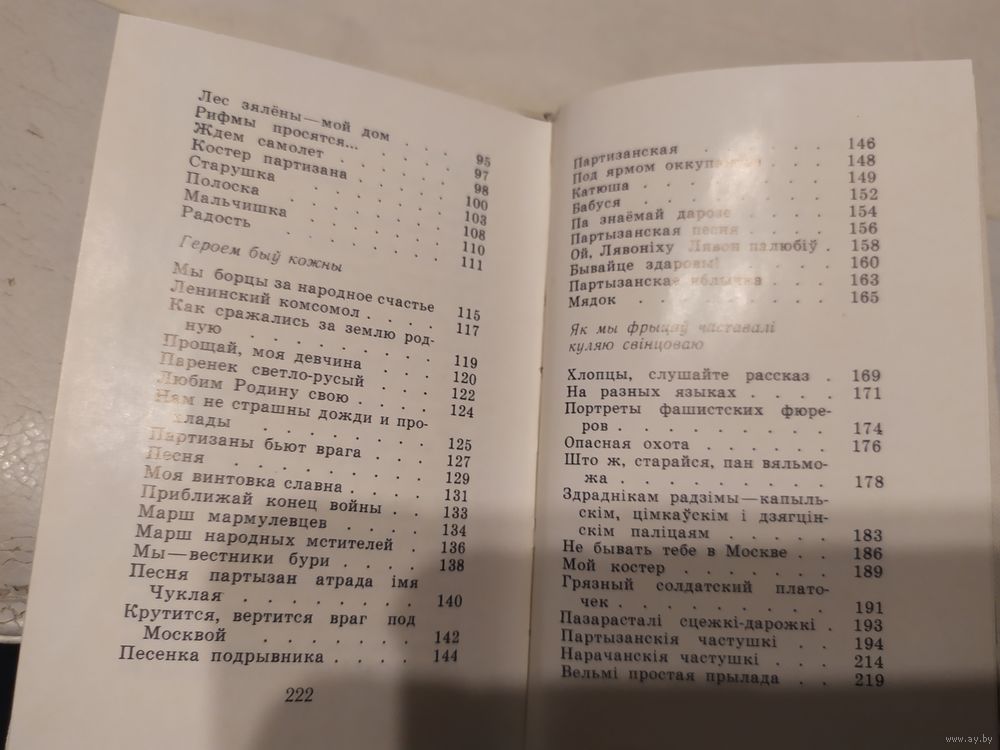 Лес зялёны — мой дом . . . 95
Рифмы просятся... . . . . 97
Ждем самолет . . . . . 98
Костер партизана . . . . 100
Старушка . . . . . . 103
Полоска . . . . . . 108
Мальчишка . . . . . . 110
Радость . . . . . . 111
Героем быў кожны
Мы борцы за народное счастье 115
Ленинский комсомол . . . . 117
Как сражались за землю род-
ную . . . . . . . . 119
Прощай, моя девчина . . . 120
Паренек светло-русый . . . 122
Любим Родину свою . . . . 124
Нам не страшны дожди и про-
хлады . . . . . . . 125
Партизаны бьют врага . . . 127
Песня . . . . . . . . 129
Моя винтовка славна . . . . 131
Приближай конец войны . . 133
Марш мармулевцев . . . . 134
Марш народных мстителей . 136
Мы — вестники бури . . . . 138
Песня партызан атрада імя
Чуклая . . . . . . . . 140
Крутится, вертится враг под
Москвой . . . . . . . 142
Песенка подрывника . . . . 144
222
Партизанская . . . . . . 146
Под ярмом оккупантов . . . 148
Катюша . . . . . . . . 149
Бабуся . . . . . . . . 152
Па знаёмай дарозе . . . . 154
Партызанская песня . . . . 156
Ой, Лявоніху Лявон палюбіў . 158
Бывайце здаровы! . . . . 160
Партызанскае яблычка . . . 163
Мядок . . . . . . . . 165
Як мы фрыцаў частавалі
куляю свінцоваю
Хлопцы, слушайте рассказ . 169
На разных языках . . . . 171
Портреты фашистских фюре-
ров . . . . . . . . . 174
Опасная охота . . . . . . 176
Што ж, старайся, пан вяльмо-
жа . . . . . . . . . 178
Здраднікам радзімы — капыль-
скім, цімкаўскім і дзягцін-
скім паліцаям . . . . . 183
Не бывать тебе в Москве . . 186
Мой костер . . . . . . . 189
Грязный солдатский плато-
чек . . . . . . . . . 191
Пазарасталі сцежкі-дарожкі . 193
Партызанскія частушкі . . 194
Нарачанскія частушкі . . . 214
Вельмі простая прылада . . 219
www.ay.by